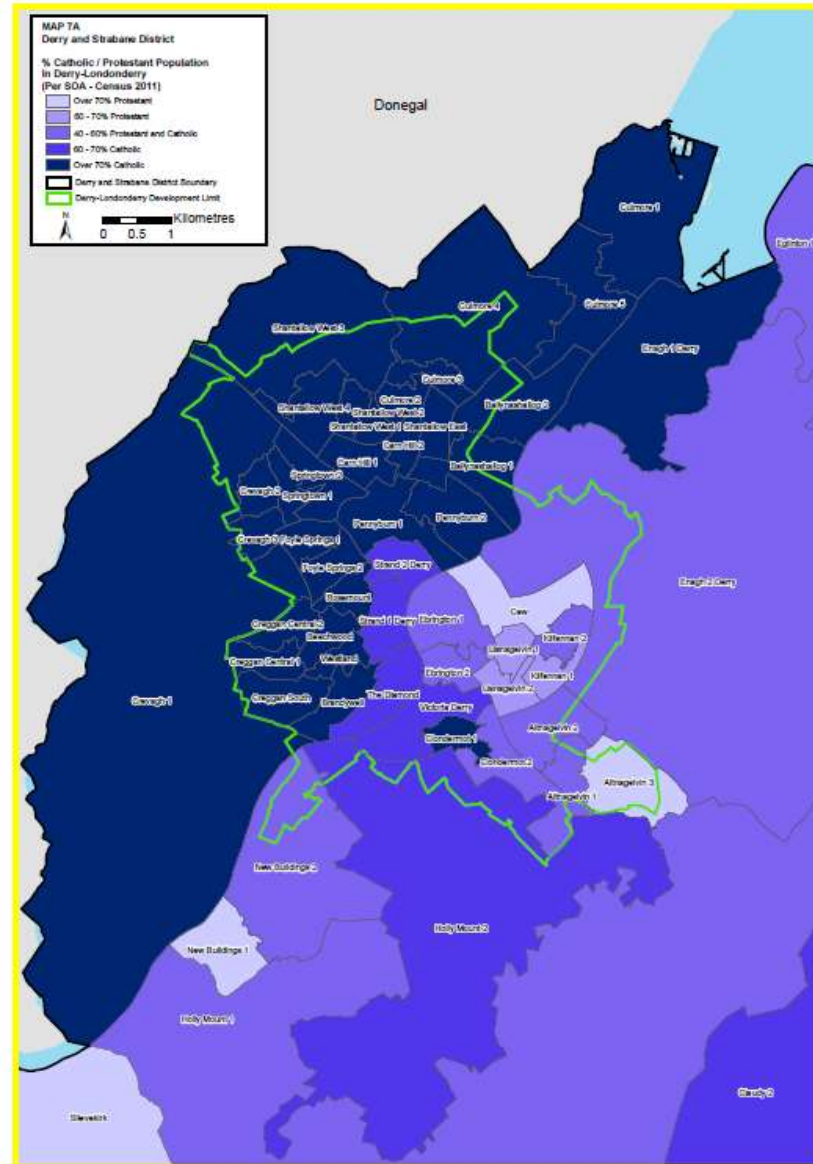 MAP 7A
Derry and Strabane District
% Catholic / Protestant Population
in Derry-Londonderry
(Per SOA - Census 2011)
Over 70% Protestant
60 - 70% Protestant
40 - 60% Protestant and Catholic
60 - 70% Catholic
Over 70% Catholic
Derry and Strabane District Boundary
Derry-Londonderry Development Limit
N
Kilometres
0 0.5 1
Donegal
Culmore 1
Eglinton 1
Culmore 4
Culmore 5
Shantallow West 3
Enagh 1 Derry
Culmore 3
Culmore 2
Ballynashallog 2
Shantallow West 4
Shantallow West 2
Shantallow West 1
Shantallow East
Carn Hill 2
Carn Hill 1
Ballynashallog 1
Springtown 2
Crevagh 2
Springtown 1
Pennyburn 1
Pennyburn 2
Crevagh 3
Foyle Springs 1
Foyle Springs 2
Strand 2 Derry
Enagh 2 Derry
Rosemount
Caw
Creggan Central 2
Strand 1 Derry
Ebrington 1
Kilfennan 2
Beechwood
Lisnagelvin 1
Creggan Central 1
Westland
Ebrington 2
Kilfennan 1
Lisnagelvin 2
Creggan South
Brandywell
The Diamond
Crevagh 1
Victoria Derry
Altnagelvin 2
Clondermot 1
Clondermot 2
Altnagelvin 3
Altnagelvin 1
New Buildings 2
Holly Mount 2
New Buildings 1
Holly Mount 1
Claudy 2
Slievekirk